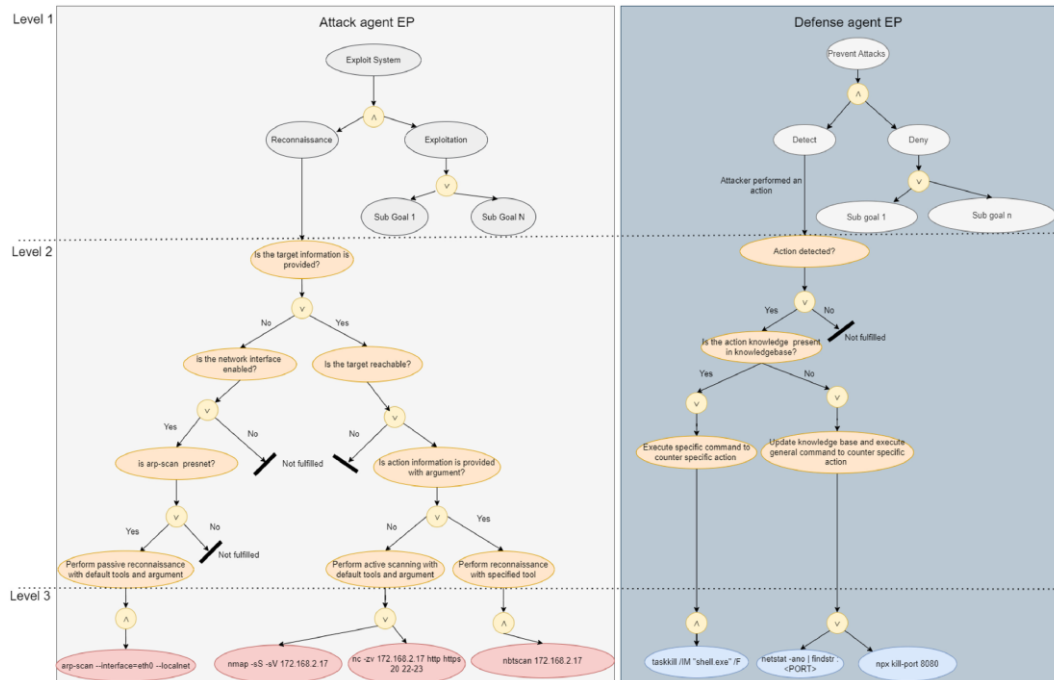 Level 1
Attack agent EP
Defense agent EP
Exploit System
Prevent Attacks
∧
∧
Reconnaissance
Exploitation
Detect
Deny
Attacker performed an
action
∨
∨
Sub Goal 1
Sub Goal N
Sub goal 1
Sub goal n
Level 2
Is the target information is
provided?
Action detected?
∨
∨
No
Yes
Yes
No
Not fulfilled
is the network interface
enabled?
Is the target reachable?
Is the action knowledge present
in knowledgebase?
Yes
No
∨
∨
∨
∨
Yes
No
No
is arp-scan presnet?
Not fulfilled
Is action information is provided
with argument?
Execute specific command to
counter specific action
Update knowledge base and execute
general command to counter specific
action
∨
∨
Yes
No
No
Yes
Not fulfilled
Perform passive reconnaissance
with default tools and argument
Perform active scanning with
default tools and argument
Perform reconnaissance
with specified tool
Level 3
∧
∨
∧
∧
∨
arp-scan --interface=eth0 --localnet
nmap -sS -sV 172.168.2.17
nc -zv 172.168.2.17 http https
20 22-23
nbtscan 172.168.2.17
taskkill /IM "shell.exe" /F
netstat -ano | findstr :
<PORT>
npx kill-port 8080